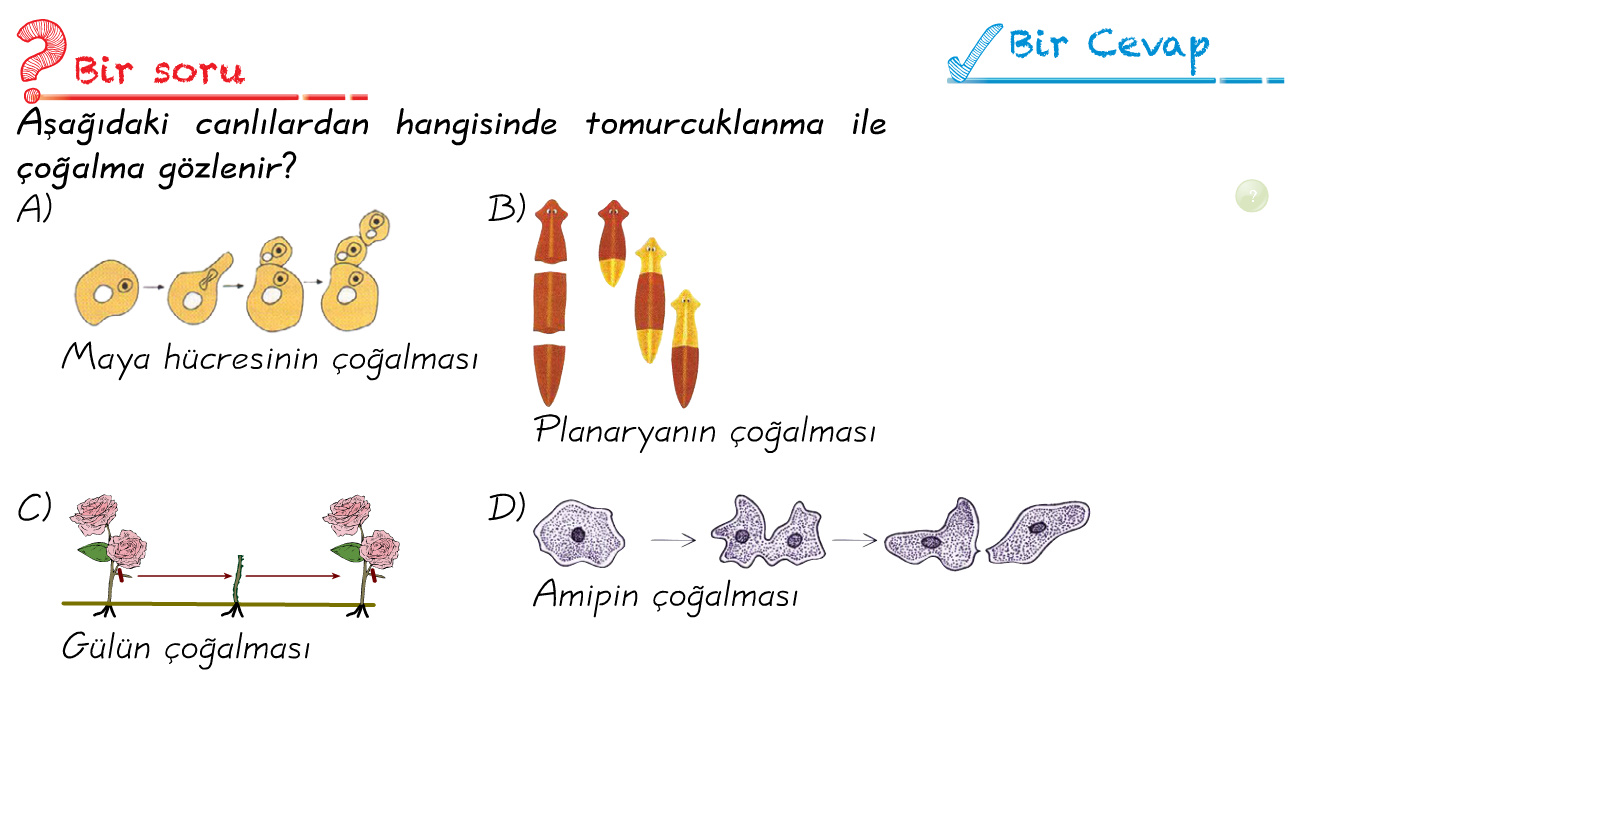 Bir soru
Aşağıdaki canlılardan hangisinde tomurcuklanma ile
çoğalma gözlenir?
A)
Maya hücresinin çoğalması
B)
Planaryanın çoğalması
C)
Gülün çoğalması
D)
Amipin çoğalması
Bir Cevap
?